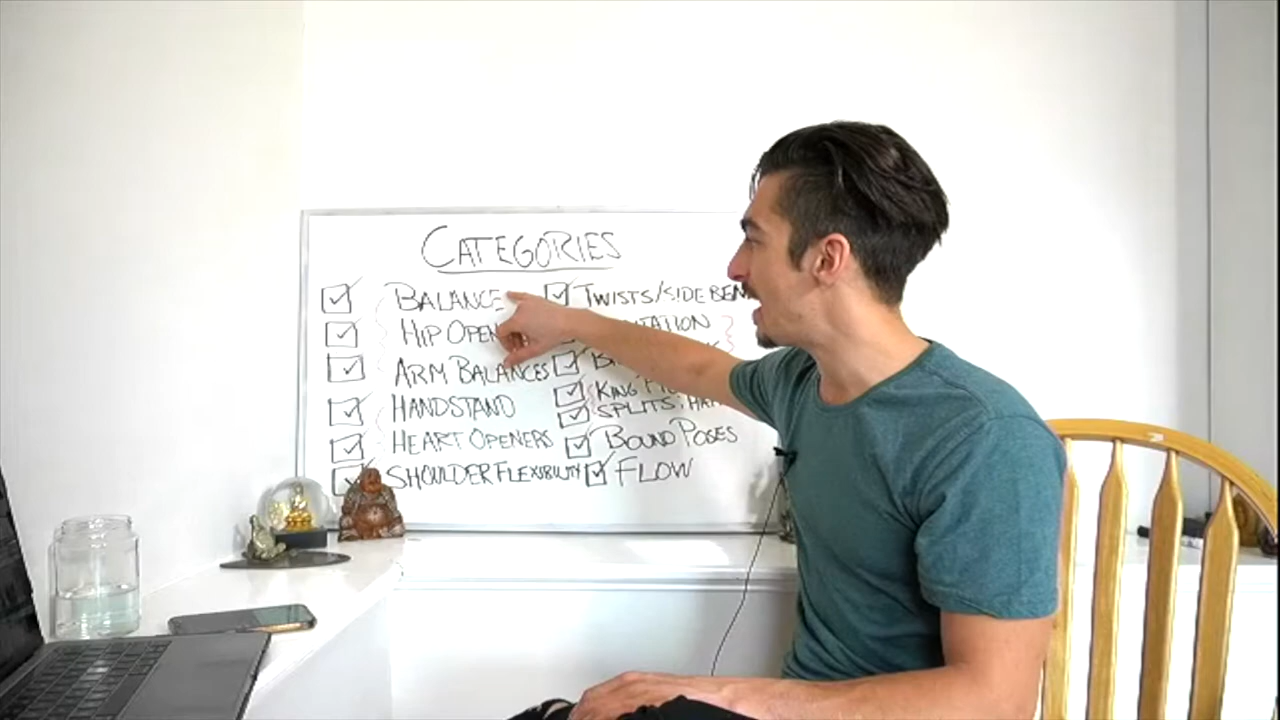 CATEGORIES
BALANCE
HIP OPEN
ARM BALANCES
HANDSTAND
HEART OPENERS
SHOULDER FLEXIBILITY
TWISTS/SIDE BEN
KING
SPLITS
BOUND POSES
FLOW